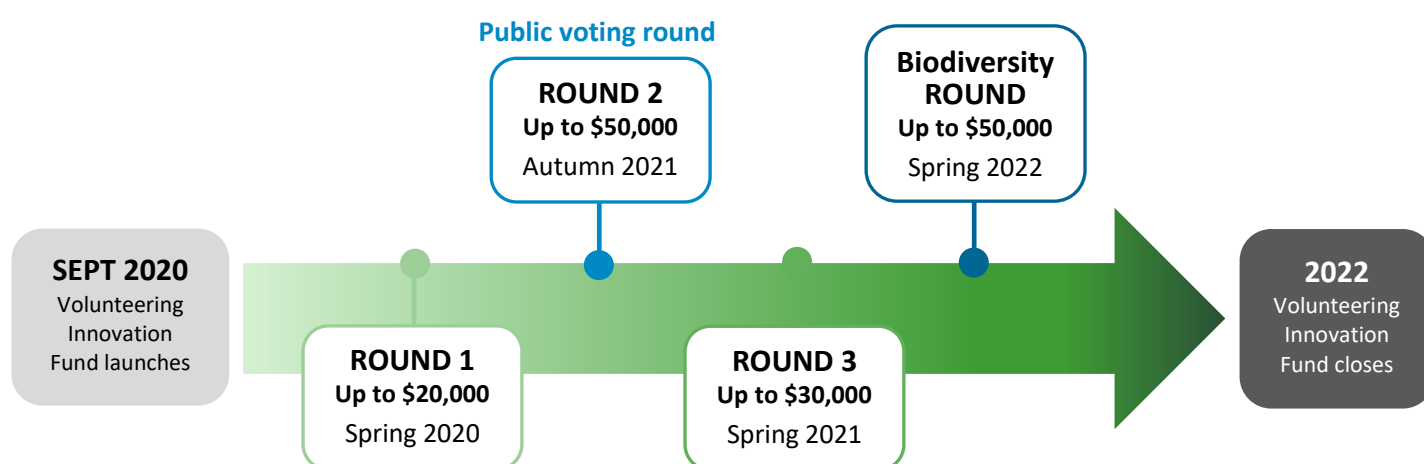 Public voting round
ROUND 2
Up to $50,000
Autumn 2021
Biodiversity
ROUND
Up to $50,000
Spring 2022
SEPT 2020
Volunteering
Innovation
Fund launches
2022
Volunteering
Innovation
Fund closes
ROUND 1
Up to $20,000
Spring 2020
ROUND 3
Up to $30,000
Spring 2021